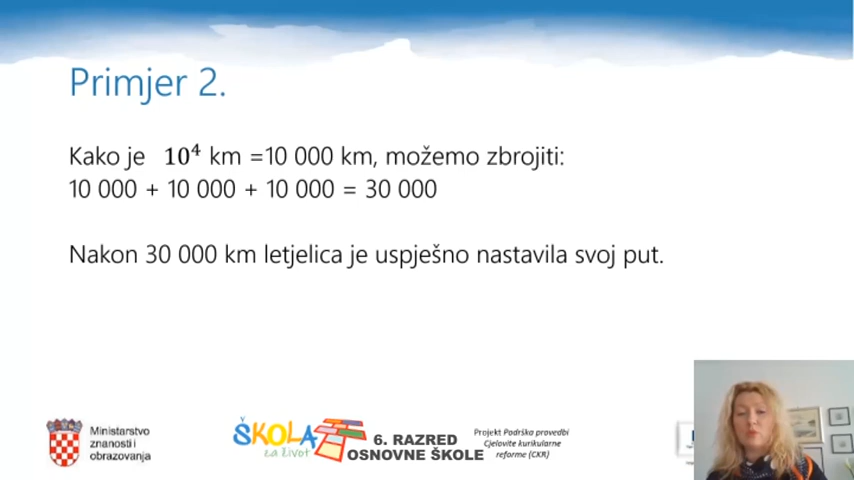 Primjer 2.
Kako je 10⁴ km =10 000 km, možemo zbrojiti:
10 000 + 10 000 + 10 000 = 30 000
Nakon 30 000 km letjelica je uspješno nastavila svoj put.
Ministarstvo
znanosti i
obrazovanja
ŠKOLA
za život
6. RAZRED
OSNOVNE ŠKOLE
Projekt Podrška provedbi
Cjelovite kurikularne
reforme (CKR)